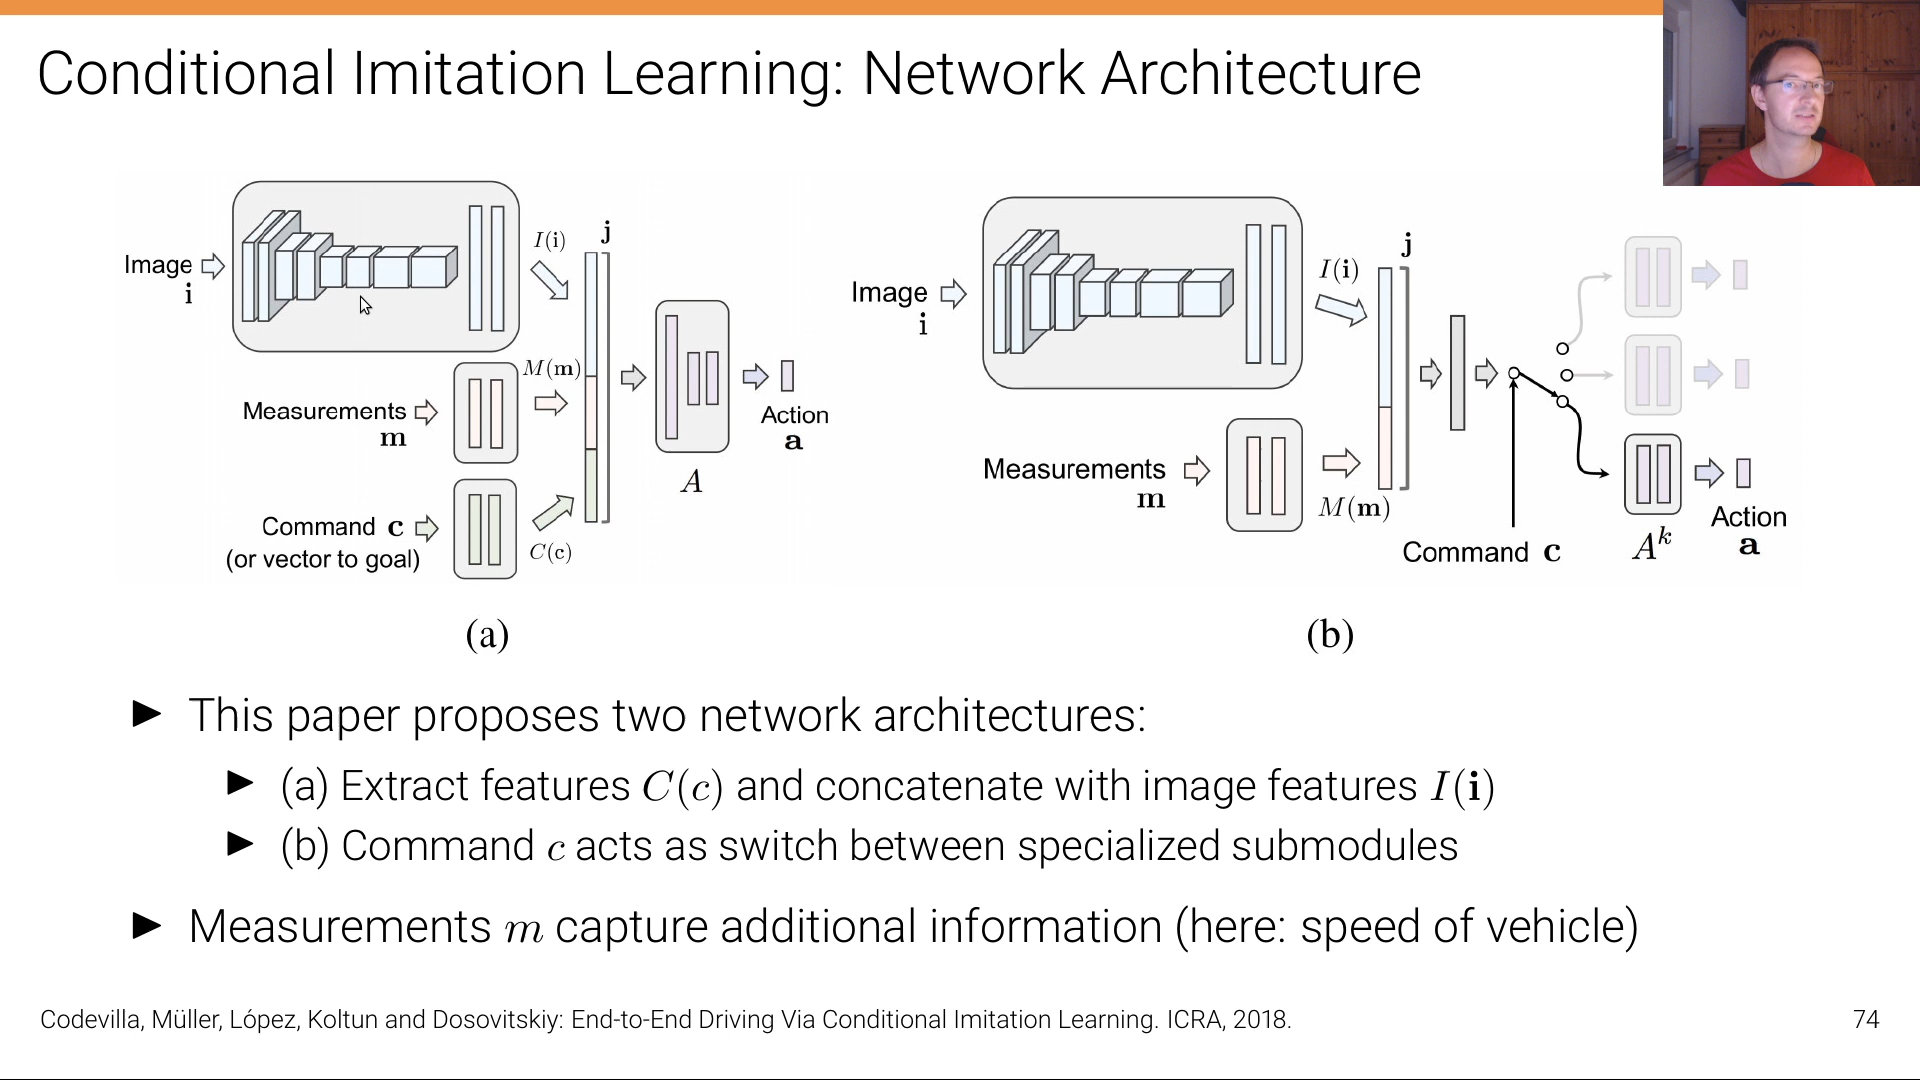 Conditional Imitation Learning: Network Architecture
Image
i
I(i)
j
Measurements
m
M(m)
Command c
(or vector to goal)
C(c)
A
Action
a
(a)
Image
i
I(i)
j
Measurements
m
M(m)
Command c
A^k
Action
a
(b)
► This paper proposes two network architectures:
► (a) Extract features C(c) and concatenate with image features I(i)
► (b) Command c acts as switch between specialized submodules
► Measurements m capture additional information (here: speed of vehicle)
Codevilla, Müller, López, Koltun and Dosovitskiy: End-to-End Driving Via Conditional Imitation Learning. ICRA, 2018.
74